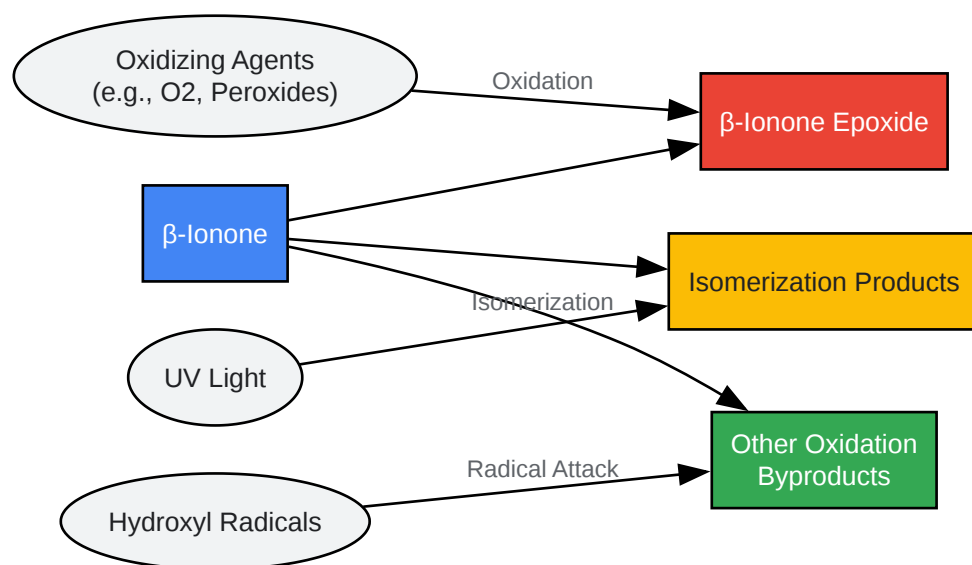 Oxidizing Agents
(e.g., O2, Peroxides)
Oxidation
β-Ionone Epoxide
β-Ionone
Isomerization Products
Isomerization
UV Light
Other Oxidation
Byproducts
Radical Attack
Hydroxyl Radicals